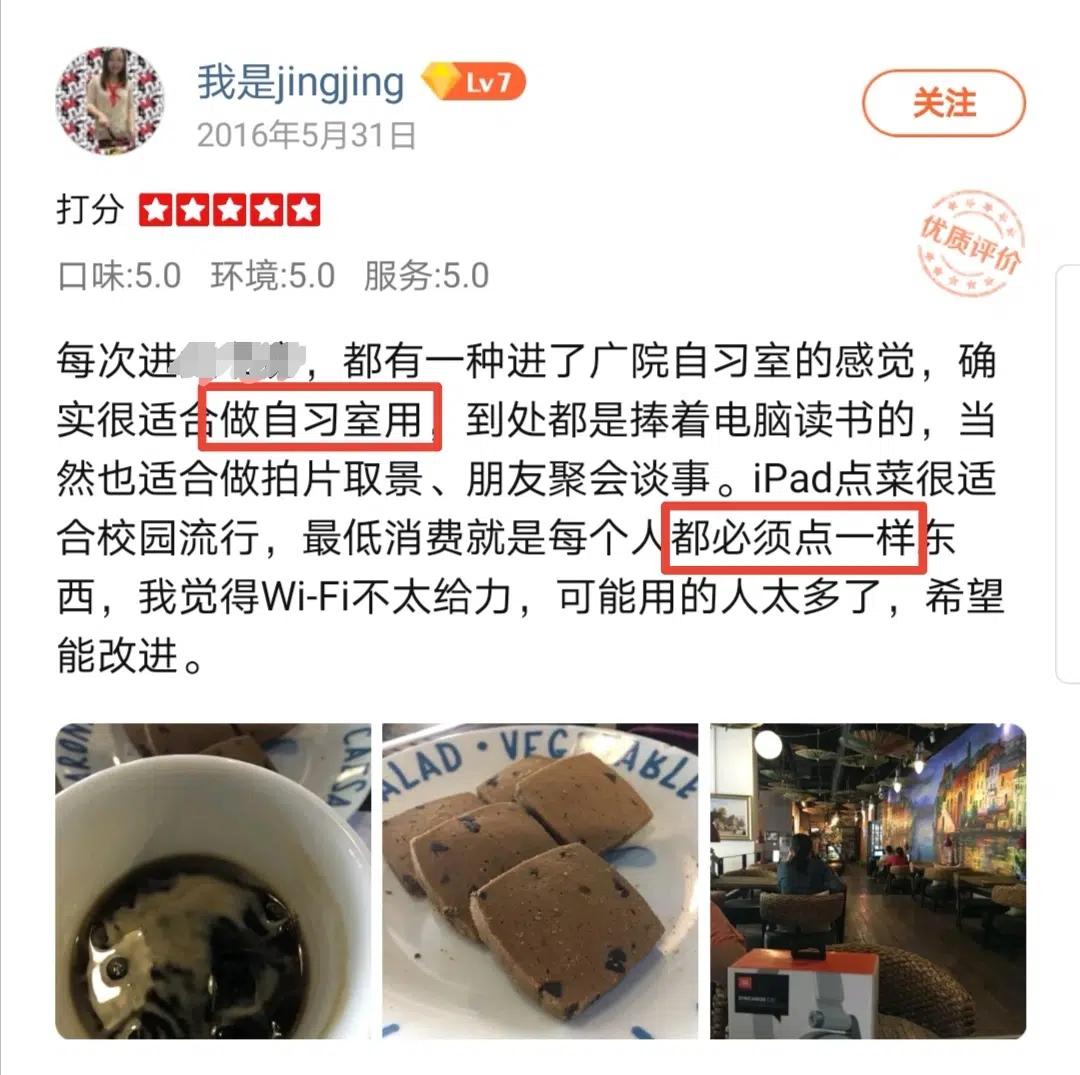 我是jingjing
Lv7
关注
2016年5月31日
打分
优质评价
口味:5.0 环境:5.0 服务:5.0
每次进，都有一种进了广院自习室的感觉，确
实很适合做自习室用，到处都是捧着电脑读书的，当
然也适合做拍片取景、朋友聚会谈事。iPad点菜很适
合校园流行，最低消费就是每个人都必须点一样东
西，我觉得Wi-Fi不太给力，可能用的人太多了，希望
能改进。
SALAD · VEGETABLE
JBL